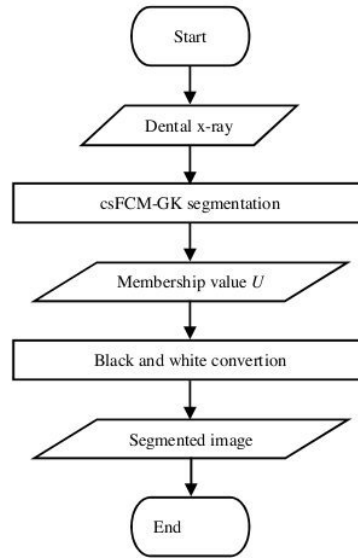 Start
Dental x-ray
csFCM-GK segmentation
Membership value U
Black and white convertion
Segmented image
End